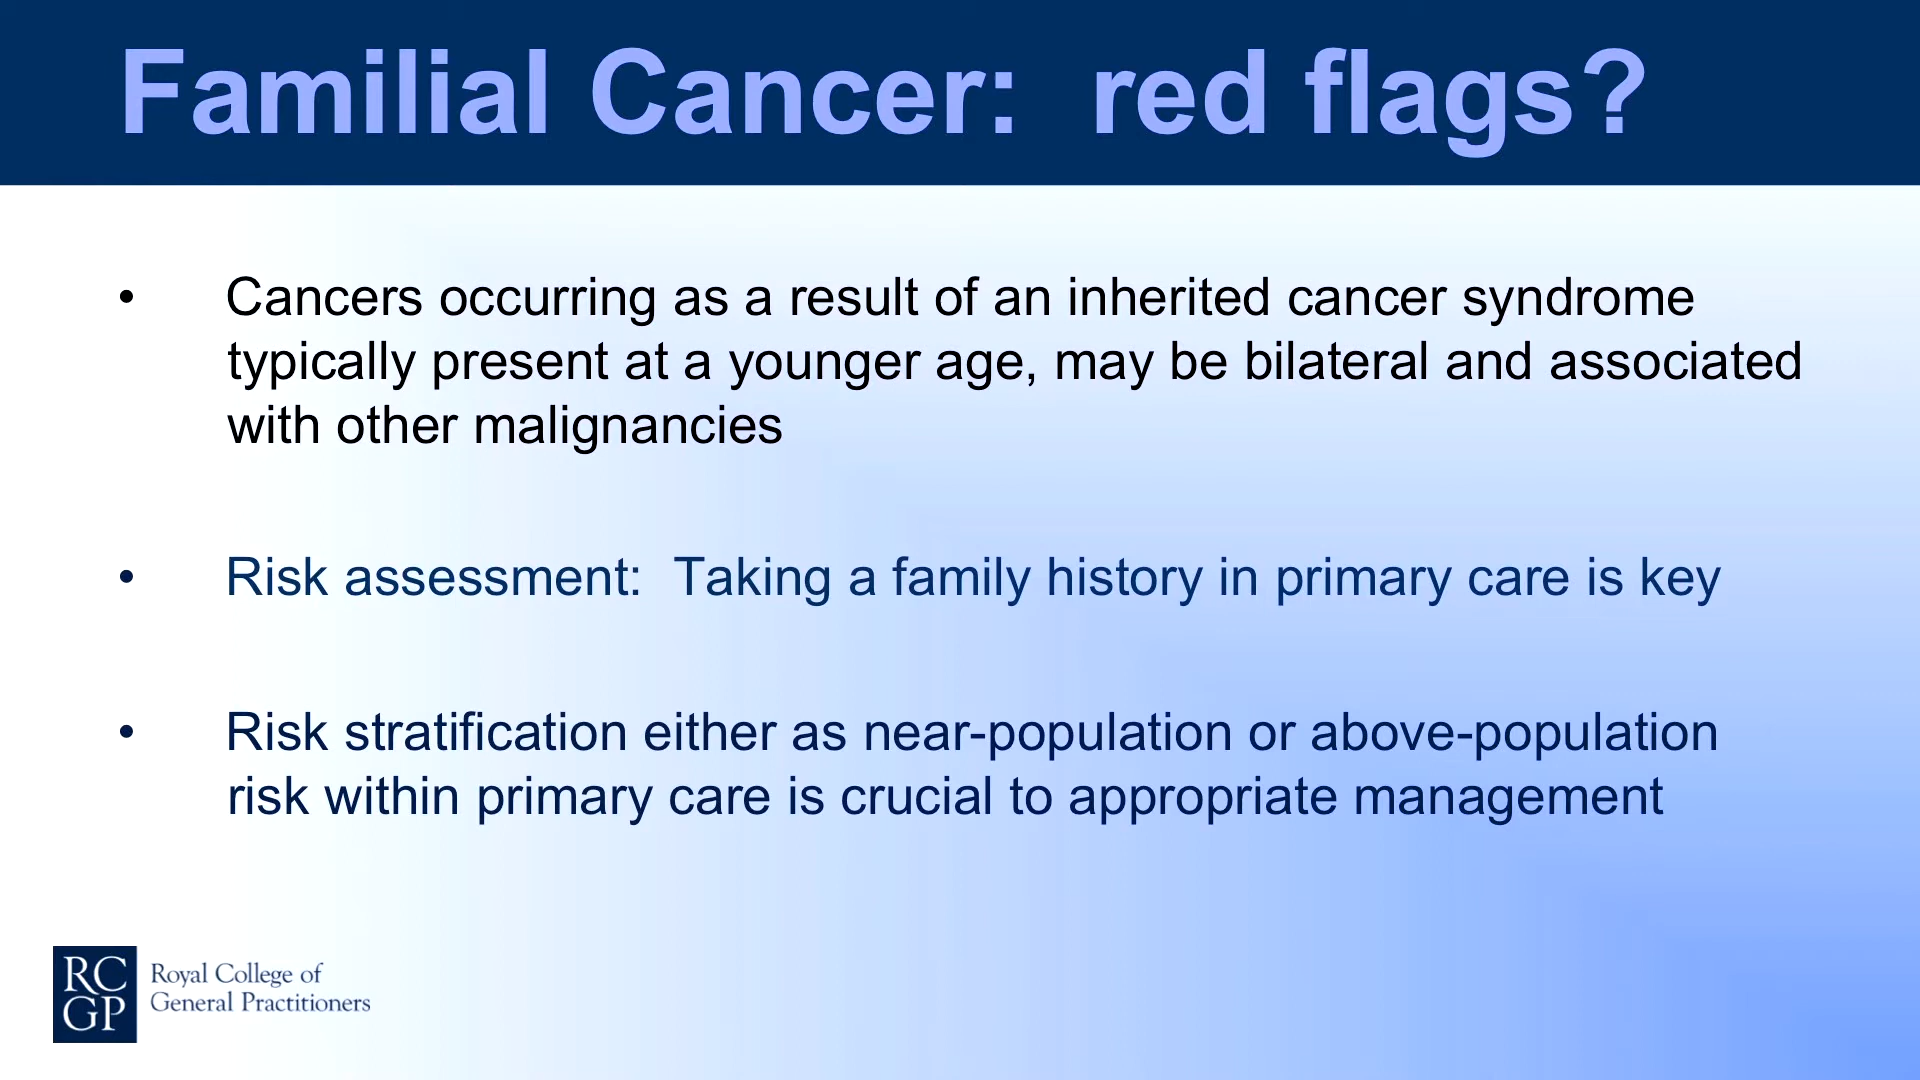 Familial Cancer: red flags?
• Cancers occurring as a result of an inherited cancer syndrome
typically present at a younger age, may be bilateral and associated
with other malignancies
• Risk assessment: Taking a family history in primary care is key
• Risk stratification either as near-population or above-population
risk within primary care is crucial to appropriate management
RC
GP
Royal College of
General Practitioners